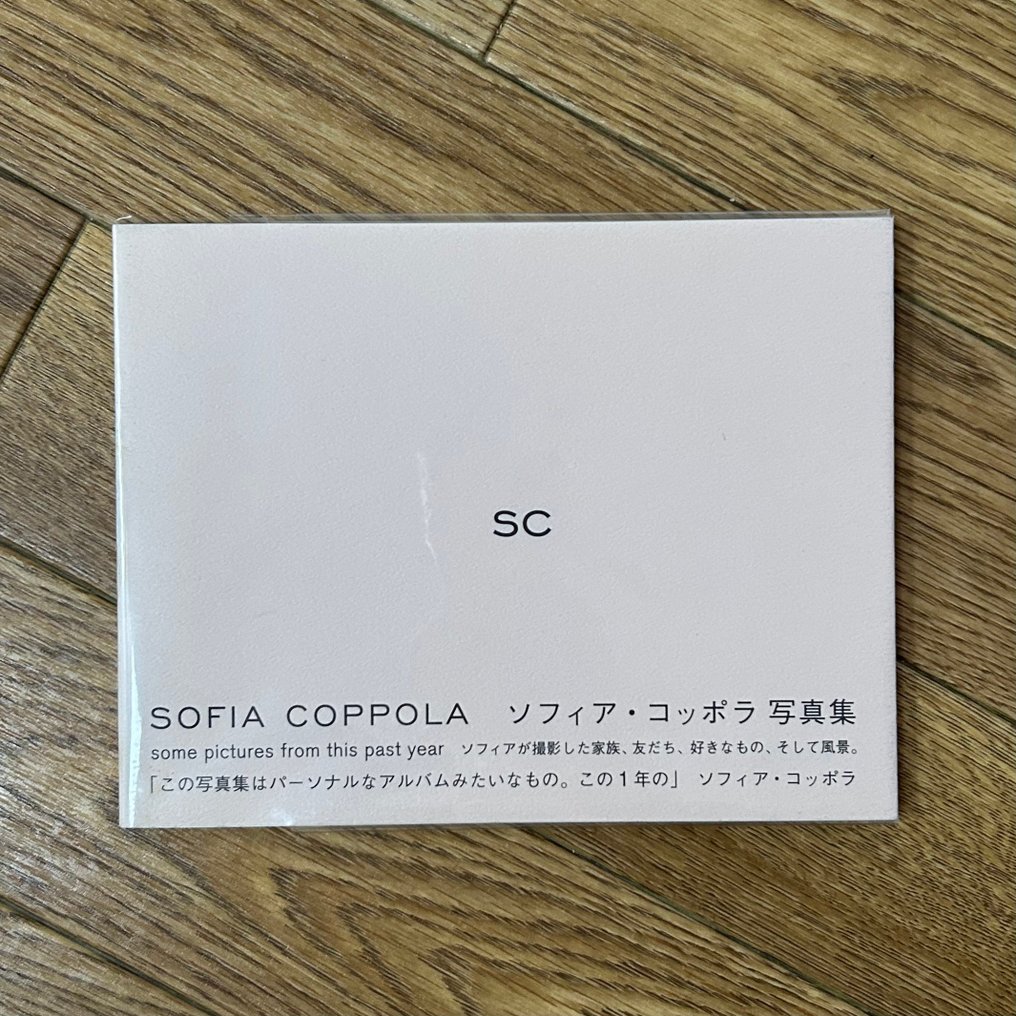 SC
SOFIA COPPOLA ソフィア・コッポラ 写真集
some pictures from this past year ソフィアが撮影した家族、友だち、好きなもの、そして風景。
「この写真集はパーソナルなアルバムみたいなもの。この1年の」 ソフィア・コッポラ